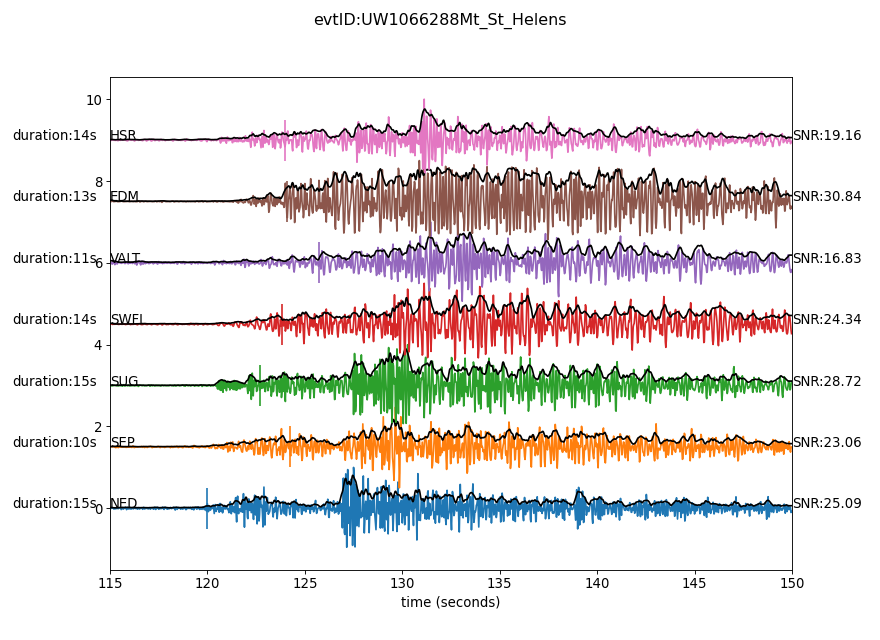 evtID:UW1066288Mt_St_Helens
10
duration:14s HSR SNR:19.16
8
duration:13s EDM SNR:30.84
duration:11s VALT SNR:16.83
6
duration:14s SWFL SNR:24.34
4
duration:15s SUG SNR:28.72
2
duration:10s SEP SNR:23.06
duration:15s NED SNR:25.09
0
115 120 125 130 135 140 145 150
time (seconds)